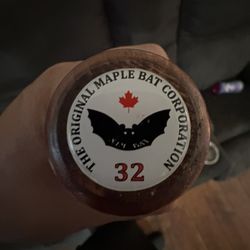 THE ORIGINAL MAPLE BAT CORPORATION
32